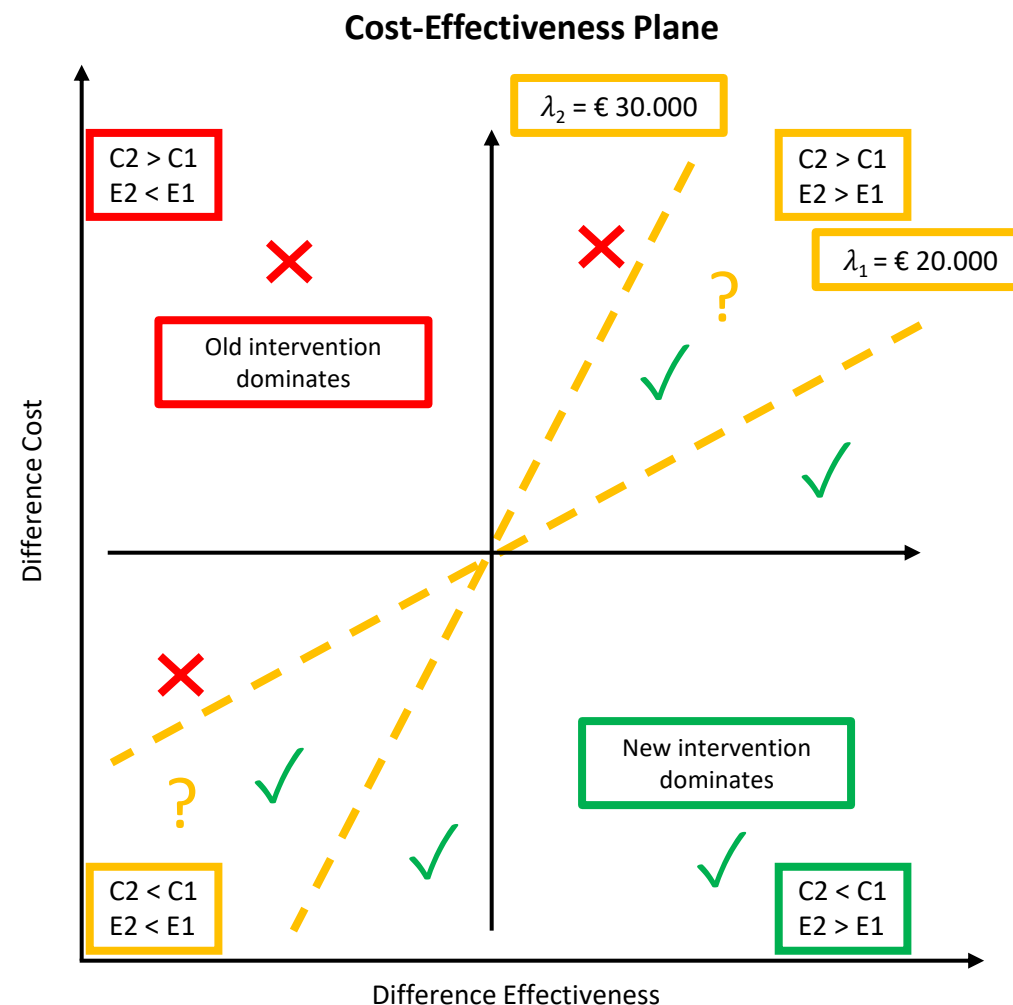 Cost-Effectiveness Plane
λ2 = € 30.000
C2 > C1
E2 < E1
C2 > C1
E2 > E1
λ1 = € 20.000
?
Old intervention
dominates
Difference Cost
New intervention
dominates
?
C2 < C1
E2 < E1
C2 < C1
E2 > E1
Difference Effectiveness